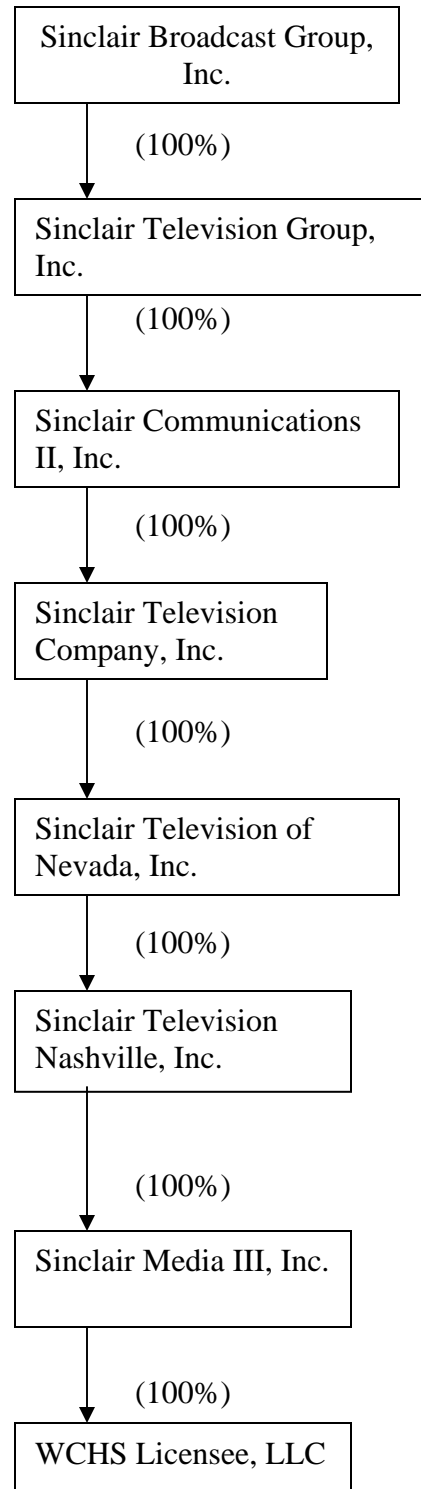 Sinclair Broadcast Group,
Inc.
(100%)
Sinclair Television Group,
Inc.
(100%)
Sinclair Communications
II, Inc.
(100%)
Sinclair Television
Company, Inc.
(100%)
Sinclair Television of
Nevada, Inc.
(100%)
Sinclair Television
Nashville, Inc.
(100%)
Sinclair Media III, Inc.
(100%)
WCHS Licensee, LLC